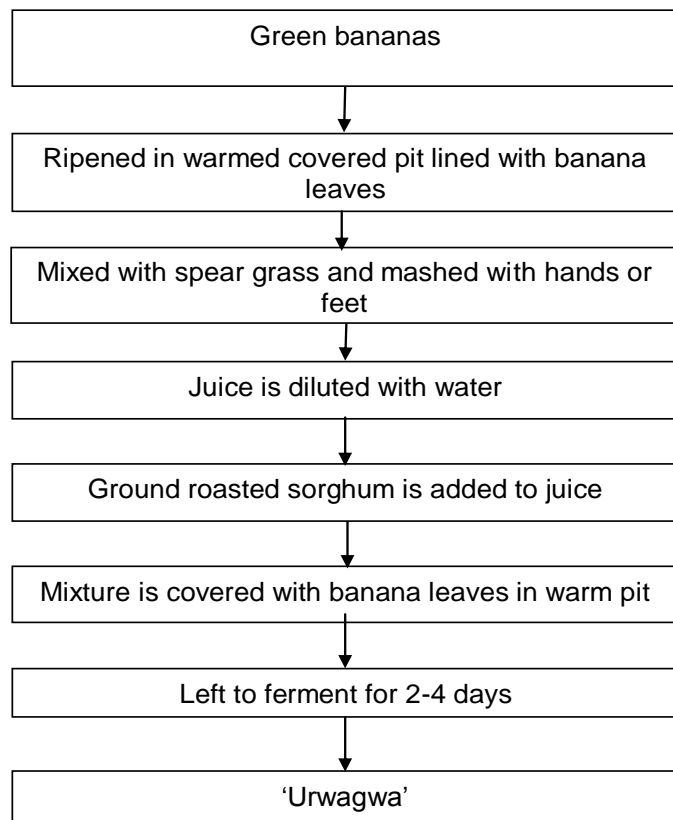 Green bananas
Ripened in warmed covered pit lined with banana
leaves
Mixed with spear grass and mashed with hands or
feet
Juice is diluted with water
Ground roasted sorghum is added to juice
Mixture is covered with banana leaves in warm pit
Left to ferment for 2-4 days
‘Urwagwa’